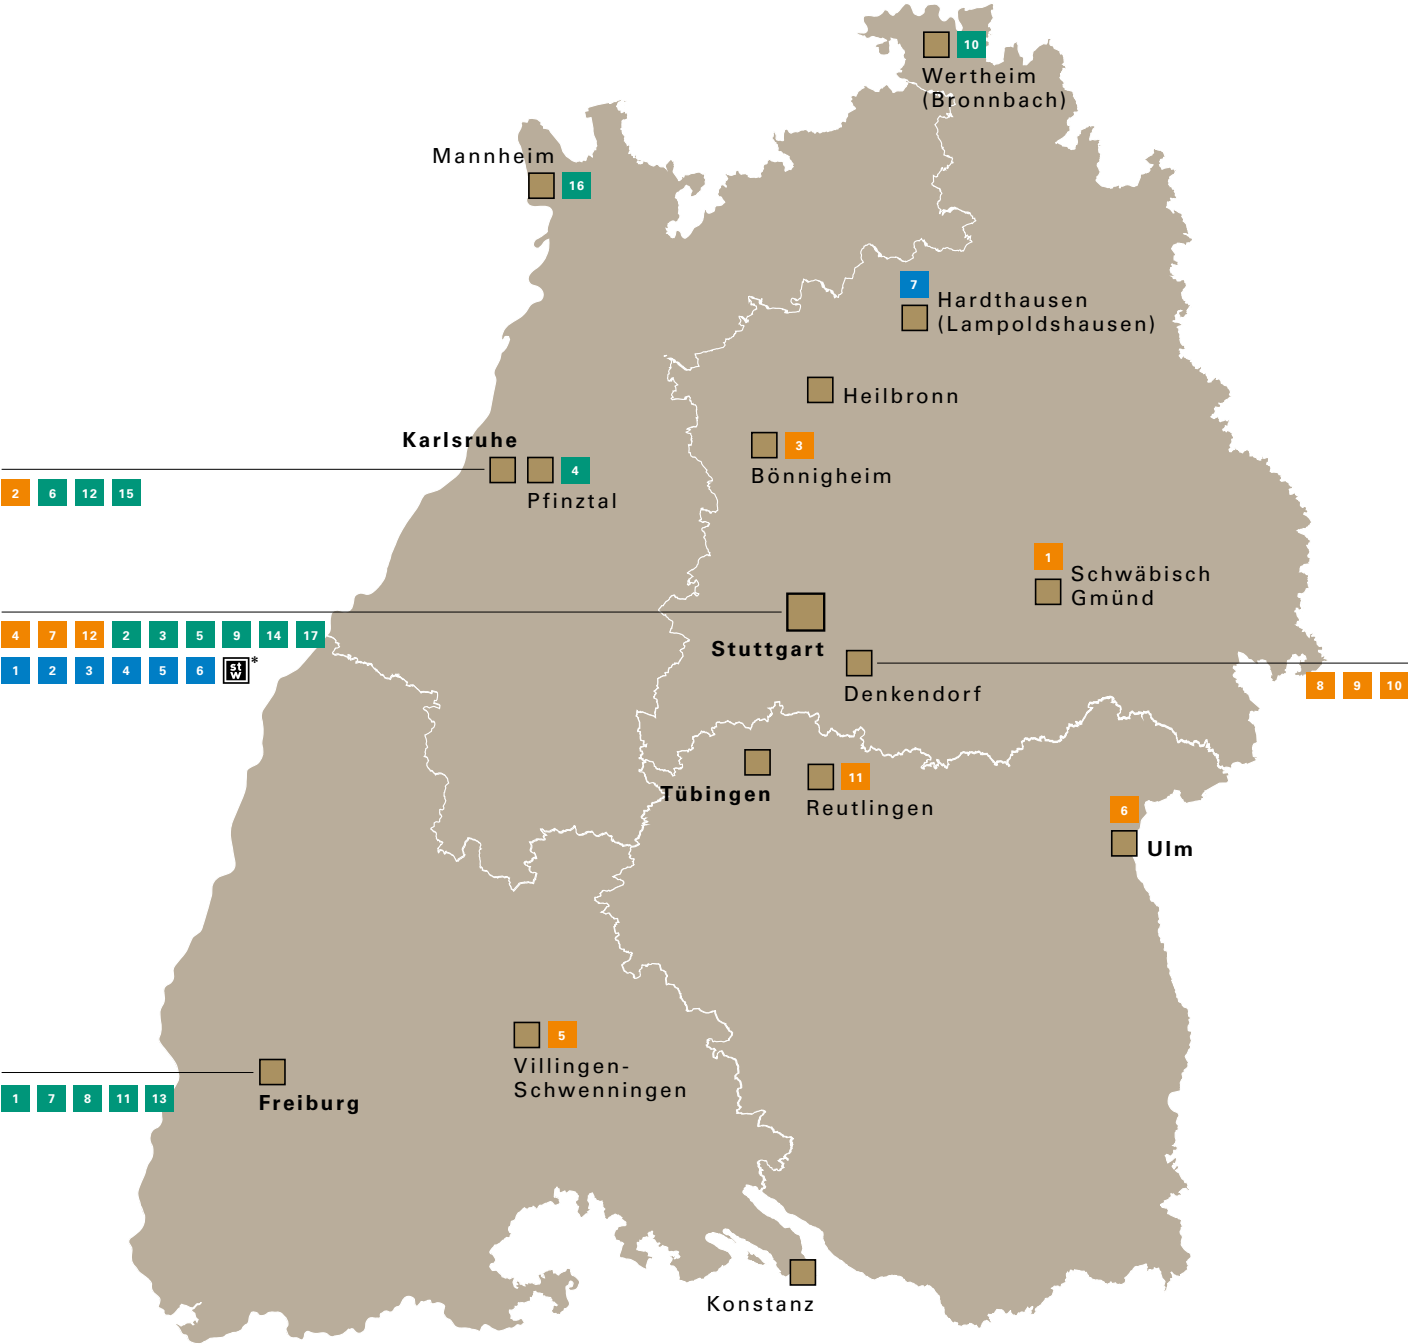 10
Wertheim
(Bronnbach)
Mannheim
16
7
Hardthausen
(Lampoldshausen)
Heilbronn
Karlsruhe
3
Bönnigheim
4
Pfinztal
2 6 12 15
1
Schwäbisch
Gmünd
4 7 12 2 3 5 9 14 17
Stuttgart
1 2 3 4 5 6 st w *
Denkendorf
8 9 10
Tübingen
11
Reutlingen
6
Ulm
5
Villingen-
Schwenningen
1 7 8 11 13
Freiburg
Konstanz